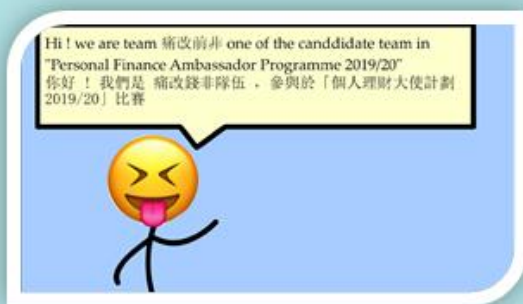 Hi ! we are team 痛改前非 one of the canddidate team in
"Personal Finance Ambassador Programme 2019/20"
你好 ！ 我們是 痛改錢非隊伍 ， 參與於「個人理財大使計劃
2019/20」比賽